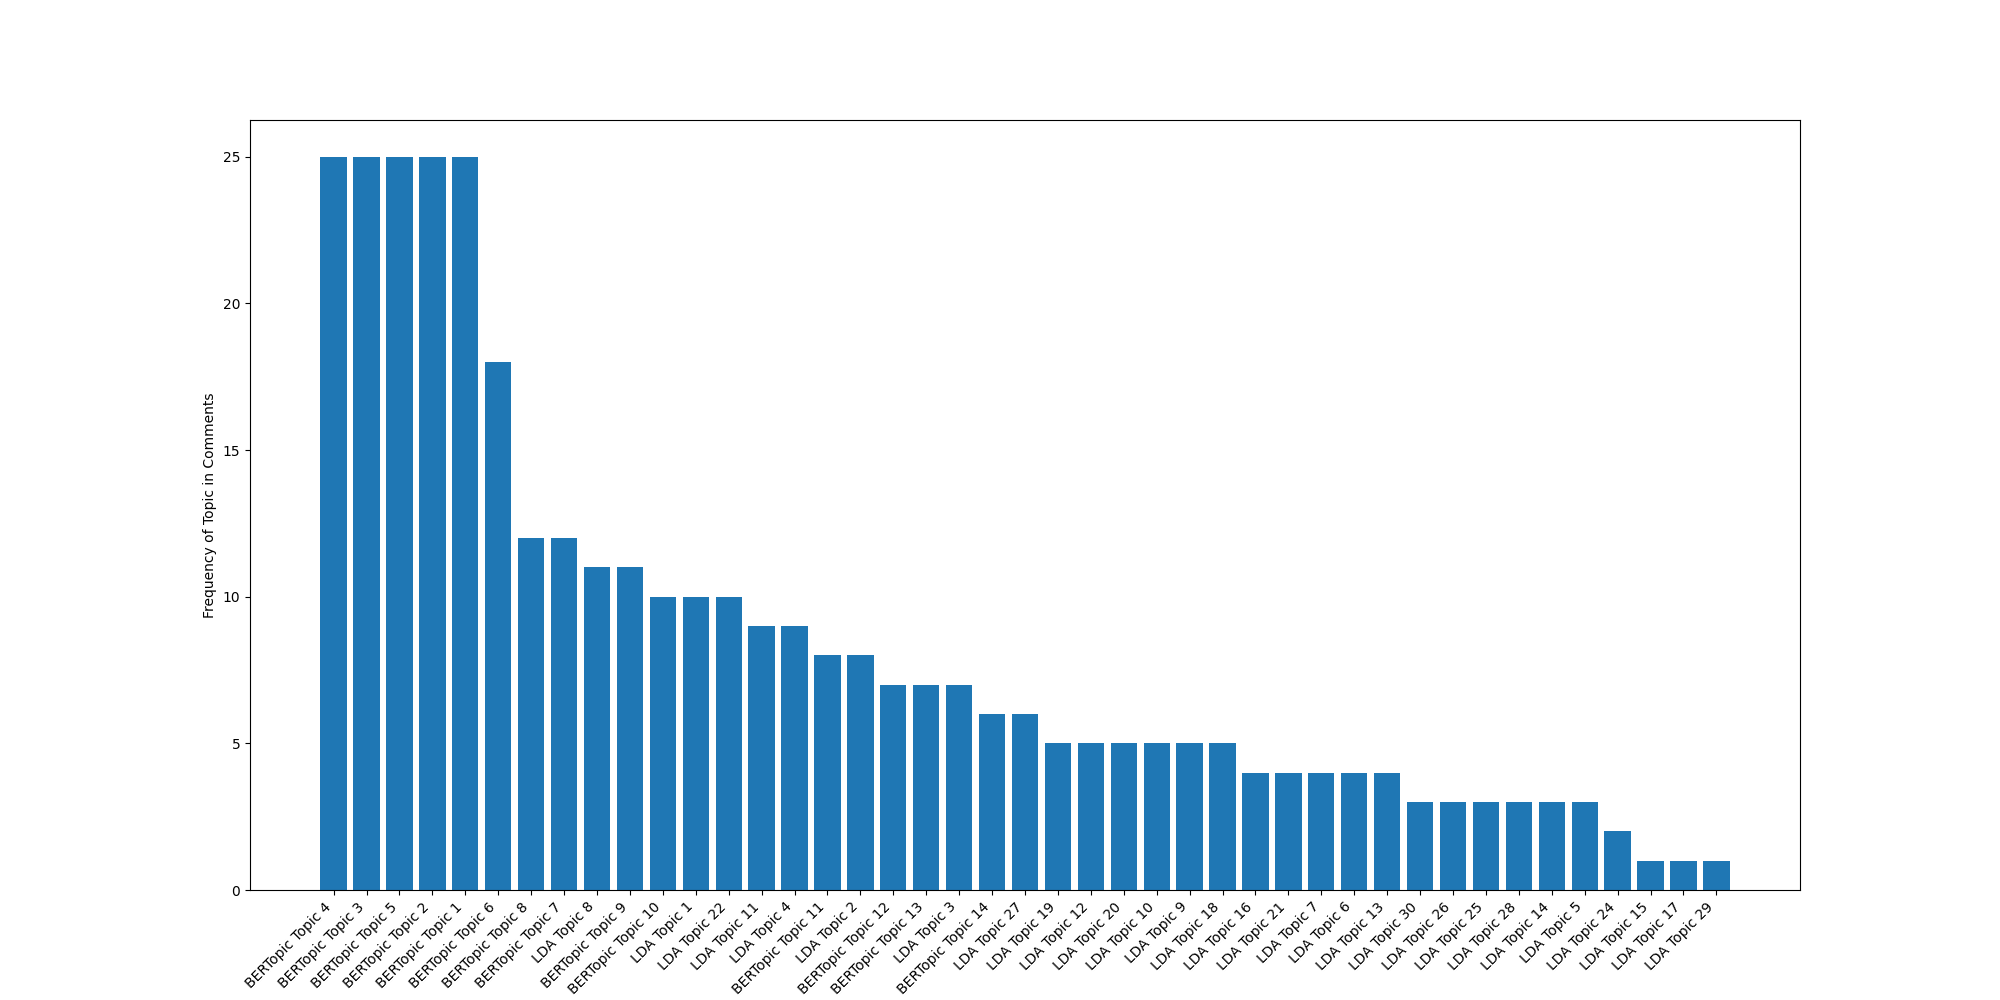 Frequency of Topic in Comments
25
20
15
10
5
0
BERTopic Topic 4
BERTopic Topic 3
BERTopic Topic 5
BERTopic Topic 2
BERTopic Topic 1
BERTopic Topic 6
BERTopic Topic 8
BERTopic Topic 7
LDA Topic 8
BERTopic Topic 9
BERTopic Topic 10
LDA Topic 1
LDA Topic 22
LDA Topic 11
LDA Topic 4
BERTopic Topic 11
LDA Topic 2
BERTopic Topic 12
BERTopic Topic 13
LDA Topic 3
BERTopic Topic 14
LDA Topic 27
LDA Topic 19
LDA Topic 12
LDA Topic 20
LDA Topic 10
LDA Topic 9
LDA Topic 18
LDA Topic 16
LDA Topic 21
LDA Topic 7
LDA Topic 6
LDA Topic 13
LDA Topic 30
LDA Topic 26
LDA Topic 25
LDA Topic 28
LDA Topic 14
LDA Topic 5
LDA Topic 24
LDA Topic 15
LDA Topic 17
LDA Topic 29